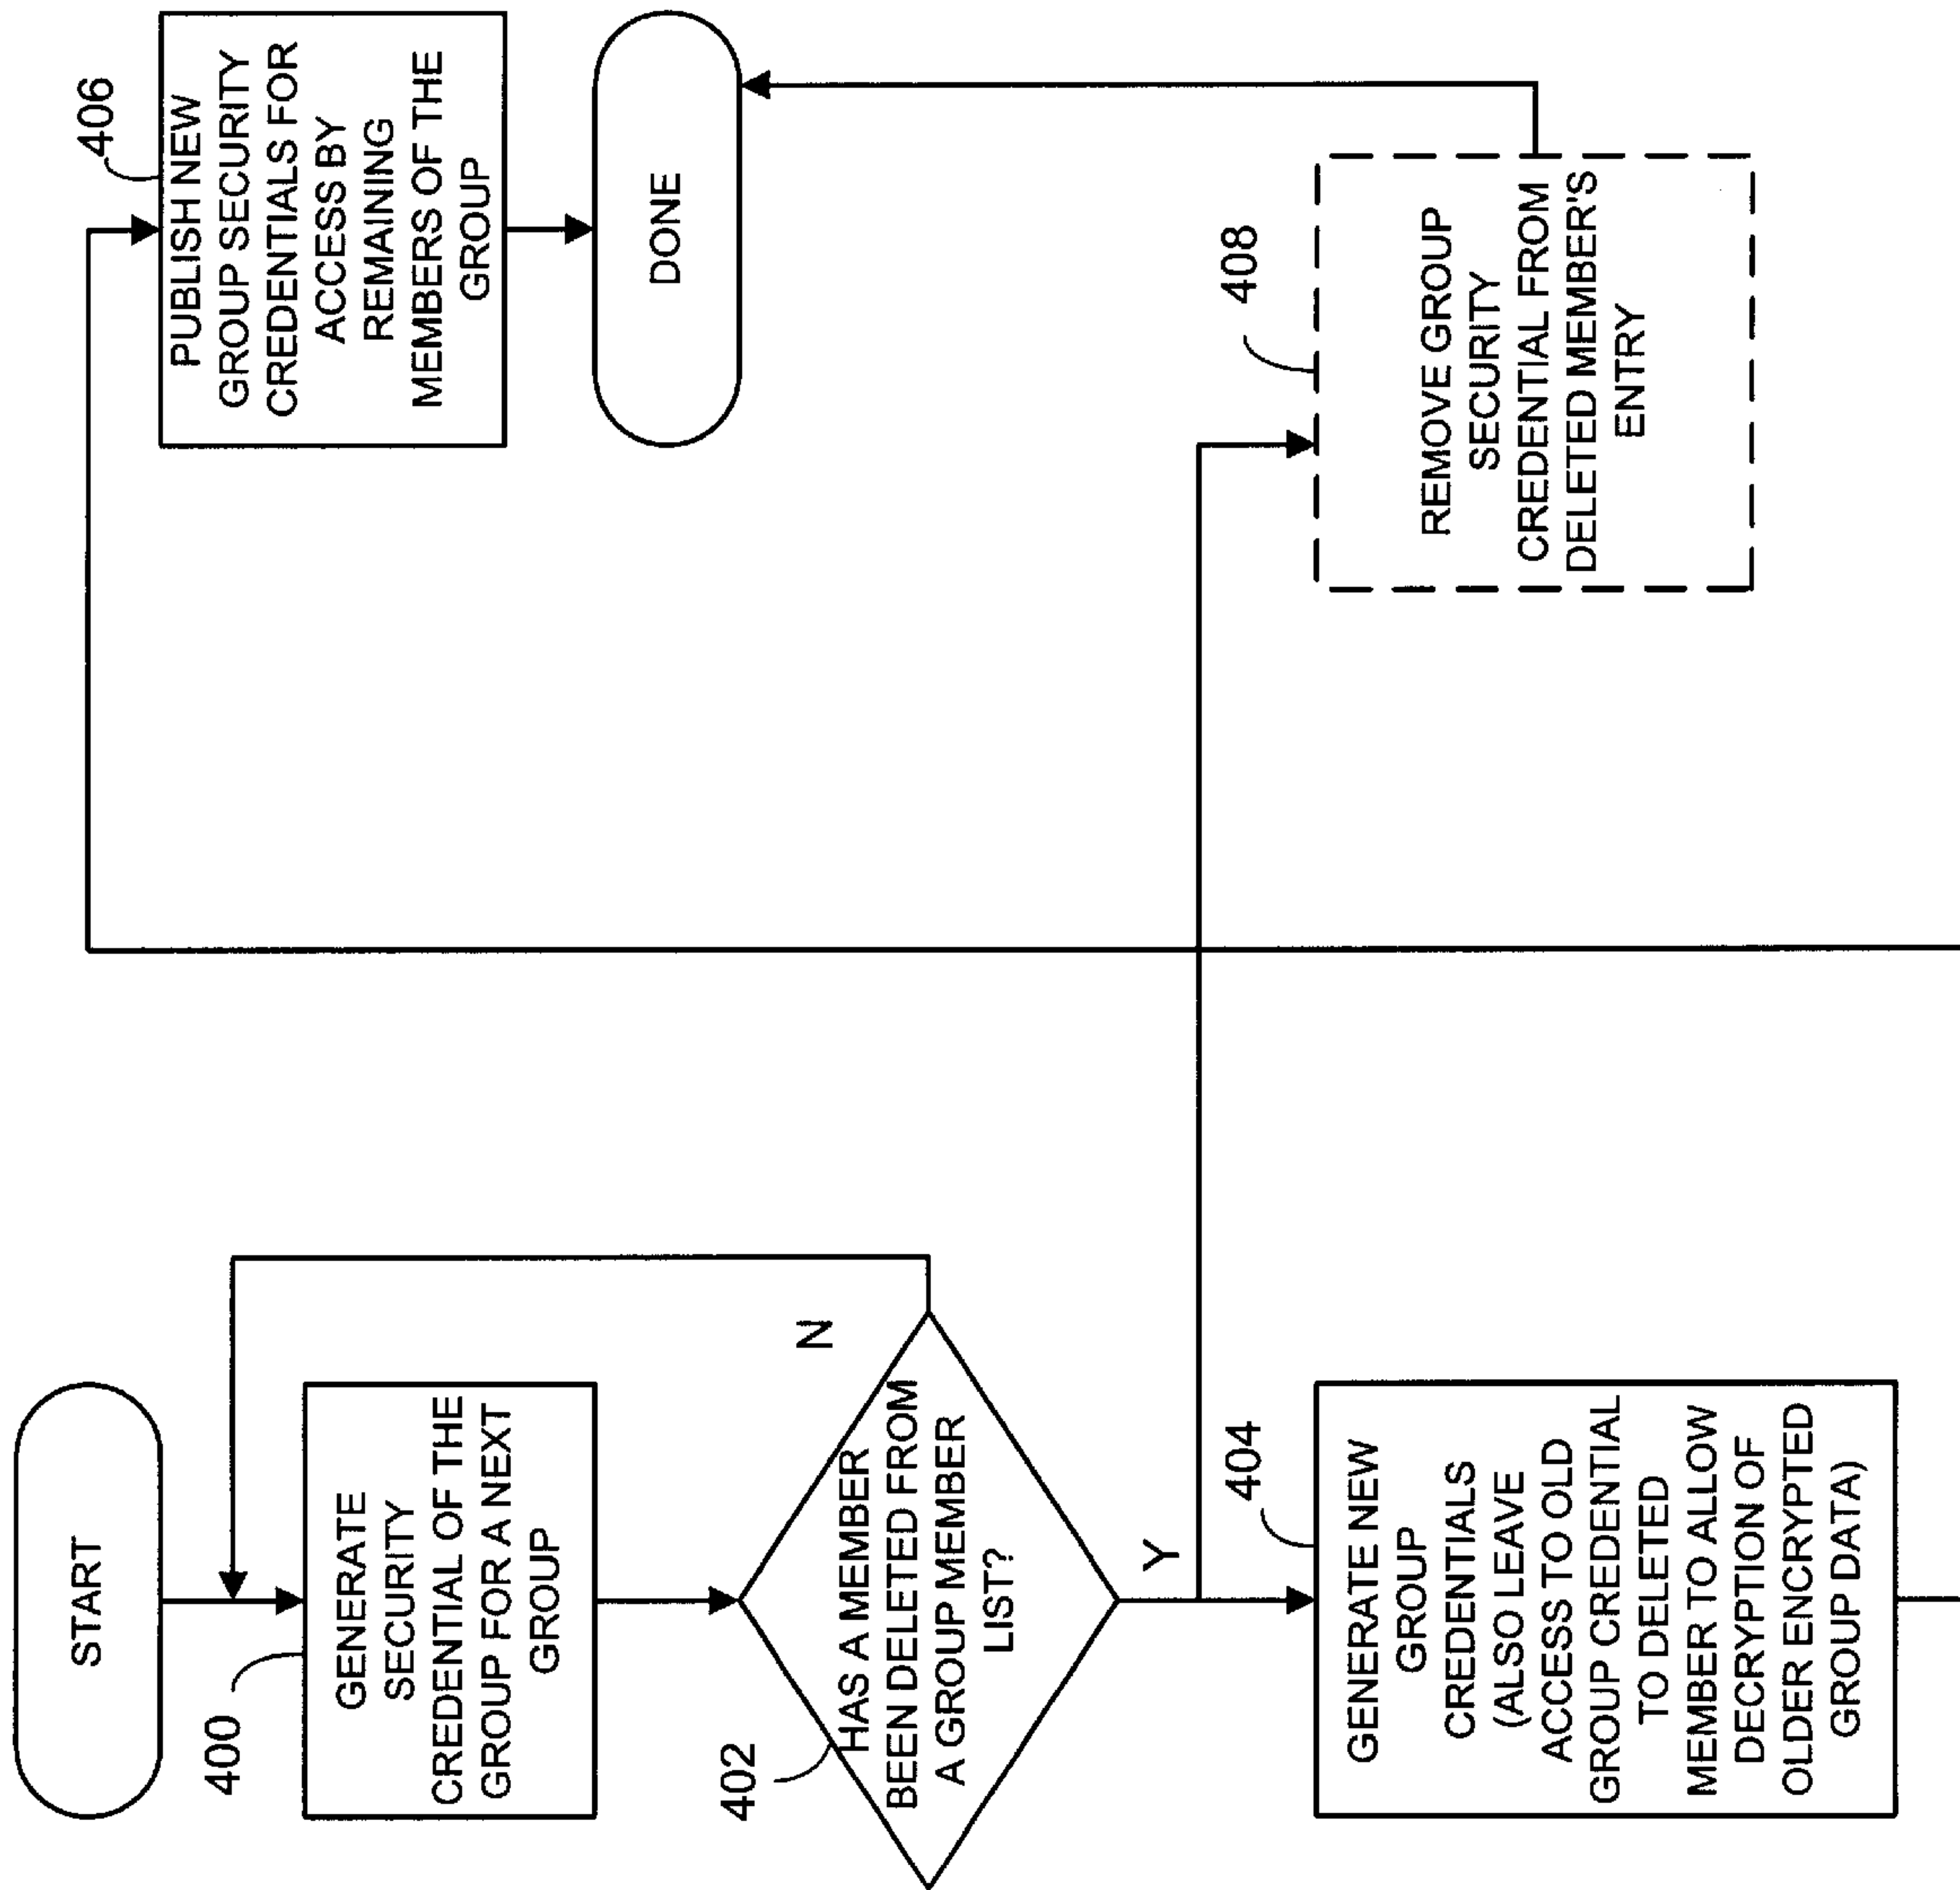 START
400
GENERATE
SECURITY
CREDENTIAL OF THE
GROUP FOR A NEXT
GROUP
402
HAS A MEMBER
BEEN DELETED FROM
A GROUP MEMBER
LIST?
N
Y
404
GENERATE NEW
GROUP
CREDENTIALS
(ALSO LEAVE
ACCESS TO OLD
GROUP CREDENTIAL
TO DELETED
MEMBER TO ALLOW
DECRYPTION OF
OLDER ENCRYPTED
GROUP DATA)
406
PUBLISH NEW
GROUP SECURITY
CREDENTIALS FOR
ACCESS BY
REMAINING
MEMBERS OF THE
GROUP
DONE
408
REMOVE GROUP
SECURITY
CREDENTIAL FROM
DELETED MEMBER'S
ENTRY